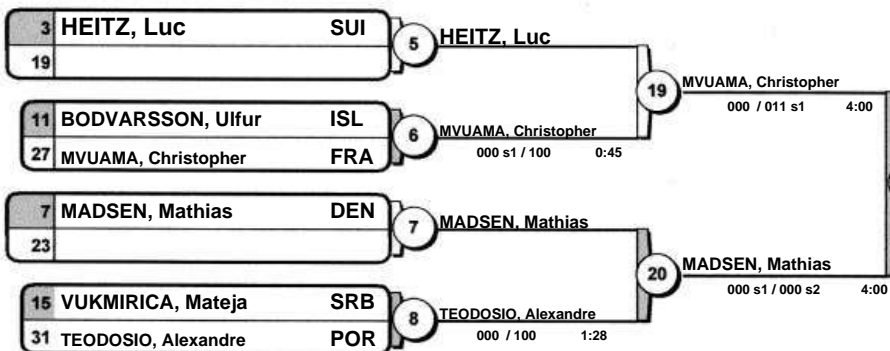 3 HEITZ, Luc SUI
19
5
HEITZ, Luc
11 BODVARSSON, Ulfur ISL
27 MVUAMA, Christopher FRA
6
MVUAMA, Christopher
000 s1 / 100 0:45
19
MVUAMA, Christopher
000 / 011 s1 4:00
7 MADSEN, Mathias DEN
23
7
MADSEN, Mathias
15 VUKMIRICA, Mateja SRB
31 TEODOSIO, Alexandre POR
8
TEODOSIO, Alexandre
000 / 100 1:28
20
MADSEN, Mathias
000 s1 / 000 s2 4:00